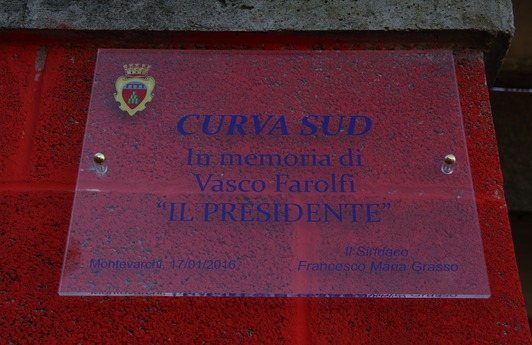 CURVA SUD
In memoria di
Vasco Farolfi
“IL PRESIDENTE”
Il Sindaco
Montevarchi, 17/01/2016
Francesco Maria Grasso